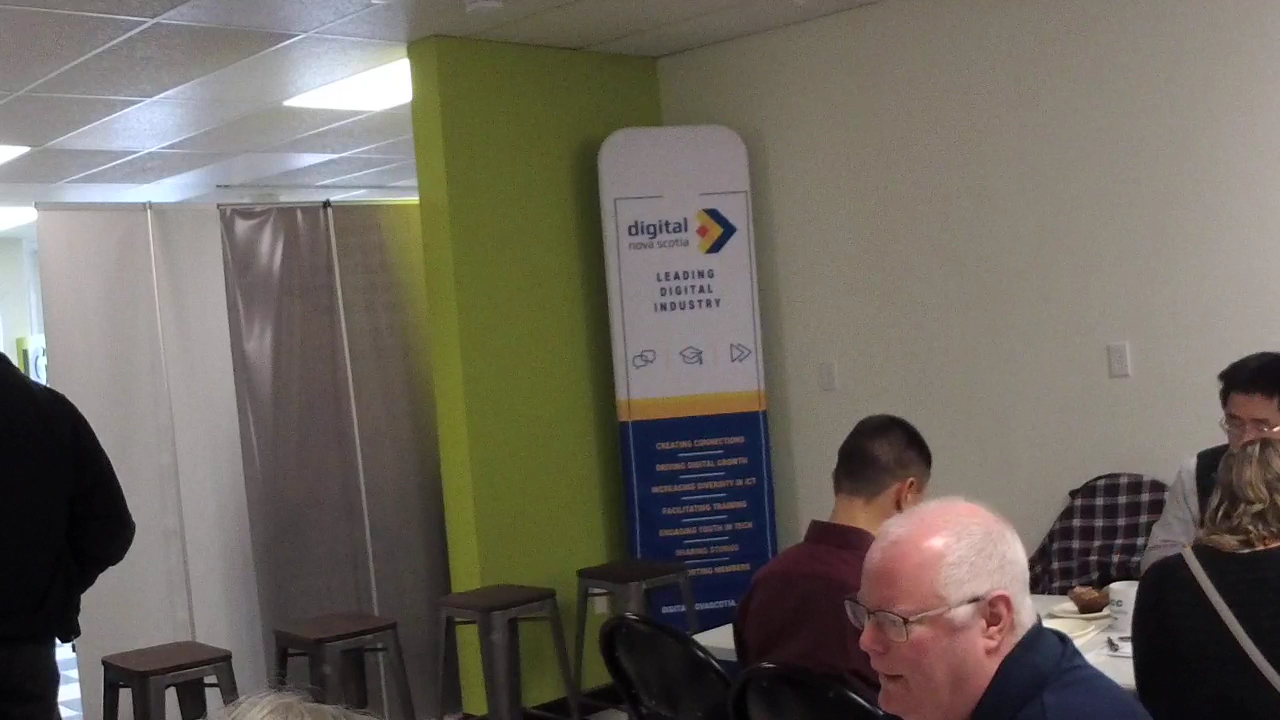 digital
nova scotia
LEADING
DIGITAL
INDUSTRY
CREATING CONNECTIONS
DRIVING DIGITAL GROWTH
INCREASING DIVERSITY IN ICT
FACILITATING TRAINING
ENGAGING YOUTH IN TECH
SHARING STORIES
MEMBERS